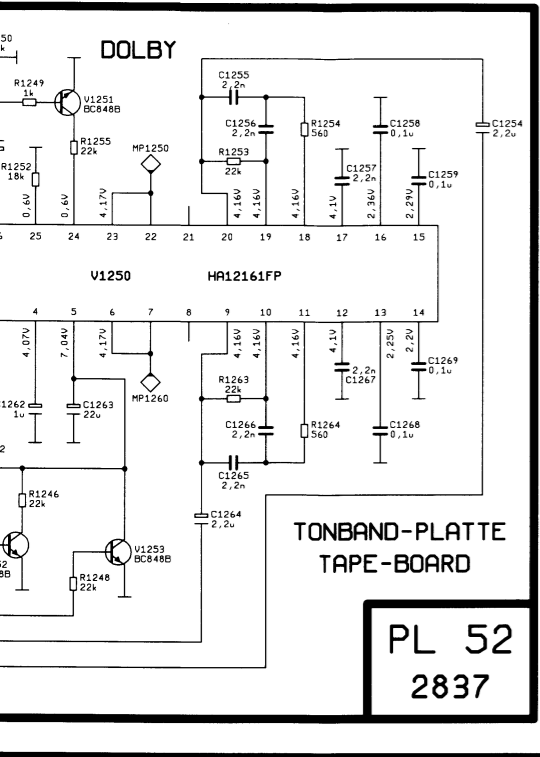 50
k
DOLBY
R1249
1k
V1251
BC848B
R1255
22k
R1252
18k
MP1250
C1255
2,2n
C1256
2,2n
R1253
22k
R1254
560
C1257
2,2n
C1258
0,1u
C1259
0,1u
C1254
2,2u
0,6V
0,6V
4,17V
4,16V
4,16V
4,16V
4,1V
2,36V
2,29V
25 24 23 22 21 20 19 18 17 16 15
V1250 HA12161FP
4 5 6 7 8 9 10 11 12 13 14
4,07V
7,04V
4,17V
4,16V
4,16V
4,16V
4,1V
2,25V
2,2V
C1262
1u
C1263
22u
MP1260
R1263
22k
C1266
2,2n
C1265
2,2n
R1264
560
2,2n
C1267
C1268
0,1u
C1269
0,1u
2
R1246
22k
52
8B
R1248
22k
V1253
BC848B
C1264
2,2u
TONBAND-PLATTE
TAPE-BOARD
PL 52
2837